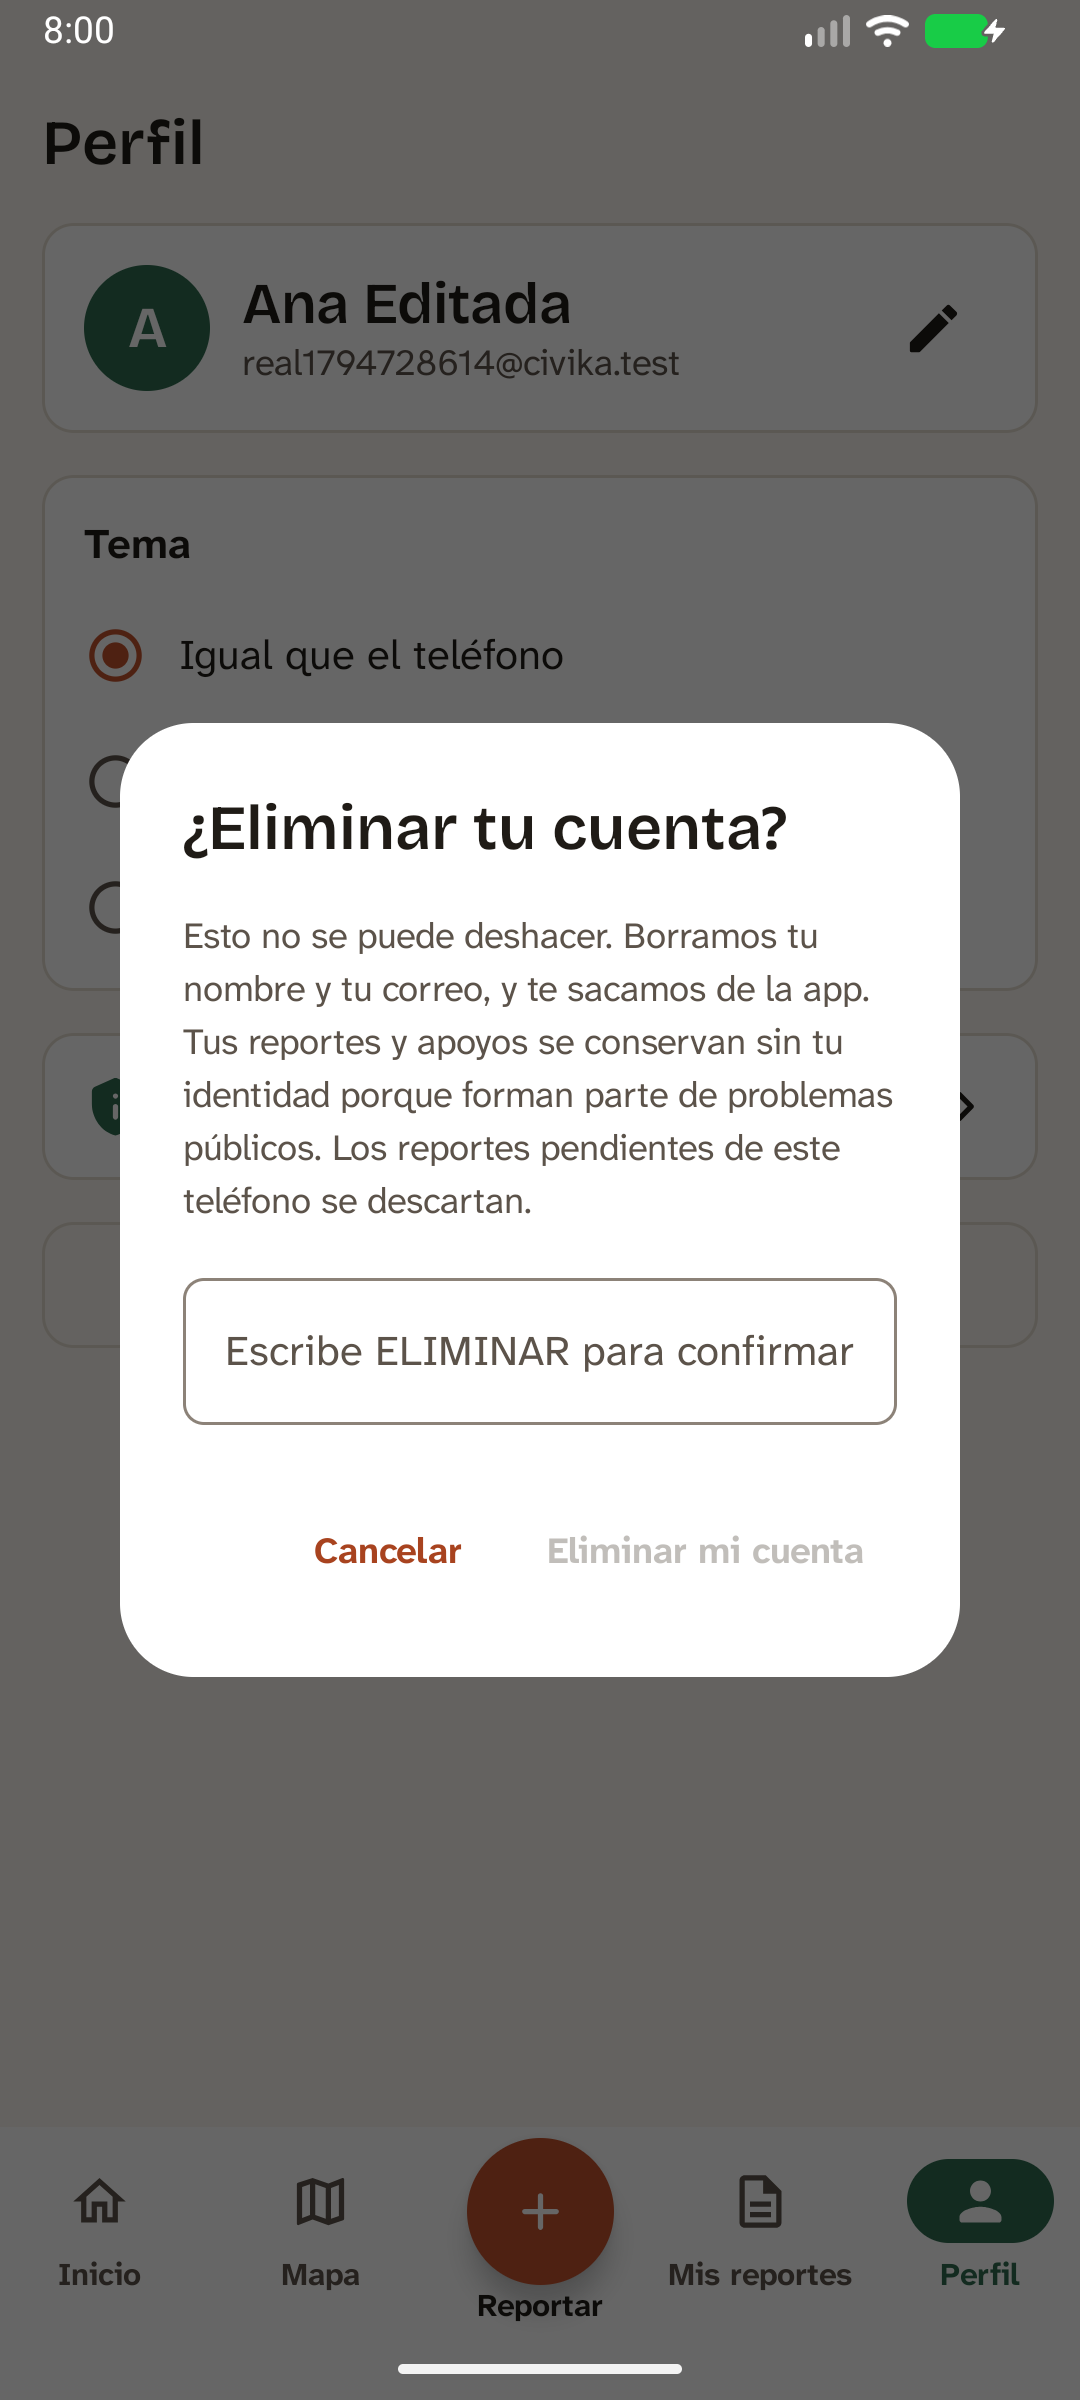 8:00
Perfil
A
Ana Editada
real1794728614@civika.test
Tema
Igual que el teléfono
¿Eliminar tu cuenta?
Esto no se puede deshacer. Borramos tu
nombre y tu correo, y te sacamos de la app.
Tus reportes y apoyos se conservan sin tu
identidad porque forman parte de problemas
públicos. Los reportes pendientes de este
teléfono se descartan.
Escribe ELIMINAR para confirmar
Cancelar
Eliminar mi cuenta
Inicio
Mapa
Reportar
Mis reportes
Perfil